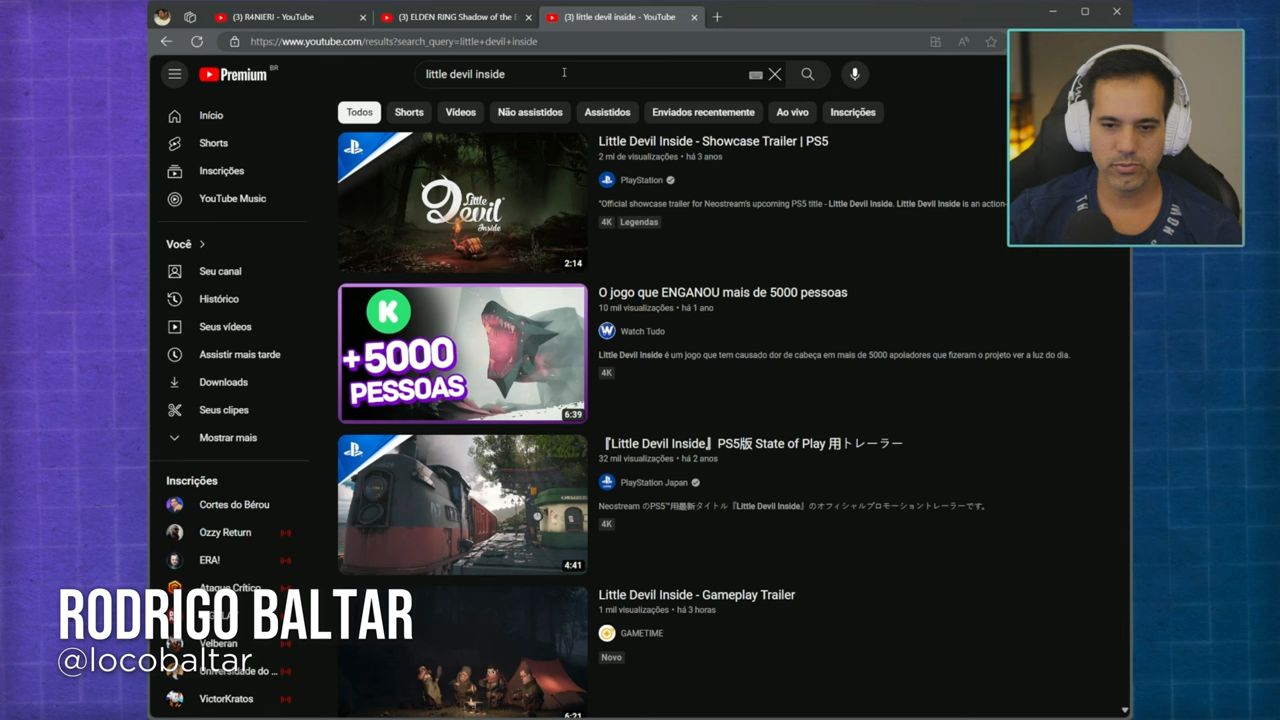 (3) R4NIERI - YouTube
(3) ELDEN RING Shadow of the E
(3) little devil inside - YouTube
https://www.youtube.com/results?search_query=little+devil+inside
Premium BR
little devil inside
Todos
Shorts
Vídeos
Não assistidos
Assistidos
Enviados recentemente
Ao vivo
Inscrições
Início
Shorts
Inscrições
YouTube Music
Você
Seu canal
Histórico
Seus vídeos
Assistir mais tarde
Downloads
Seus clipes
Mostrar mais
Inscrições
Cortes do Bérou
Ozzy Return
ERA!
Ataque Crítico
Velberan
Universidade do ...
VictorKratos
Little Devil Inside
2:14
Little Devil Inside - Showcase Trailer | PS5
2 mi de visualizações • há 3 anos
PlayStation
"Official showcase trailer for Neostream's upcoming PS5 title - Little Devil Inside. Little Devil Inside is an action-
4K
Legendas
K
+5000
PESSOAS
6:39
O jogo que ENGANOU mais de 5000 pessoas
10 mil visualizações • há 1 ano
W
Watch Tudo
Little Devil Inside é um jogo que tem causado dor de cabeça em mais de 5000 apoiadores que fizeram o projeto ver a luz do dia.
4K
4:41
『Little Devil Inside』PS5版 State of Play 用トレーラー
32 mil visualizações • há 2 anos
PlayStation Japan
Neostream のPS5™用最新タイトル『Little Devil Inside』のオフィシャルプロモーショントレーラーです。
4K
6:21
Little Devil Inside - Gameplay Trailer
1 mil visualizações • há 3 horas
GAMETIME
Novo
RODRIGO BALTAR
@locobaltar